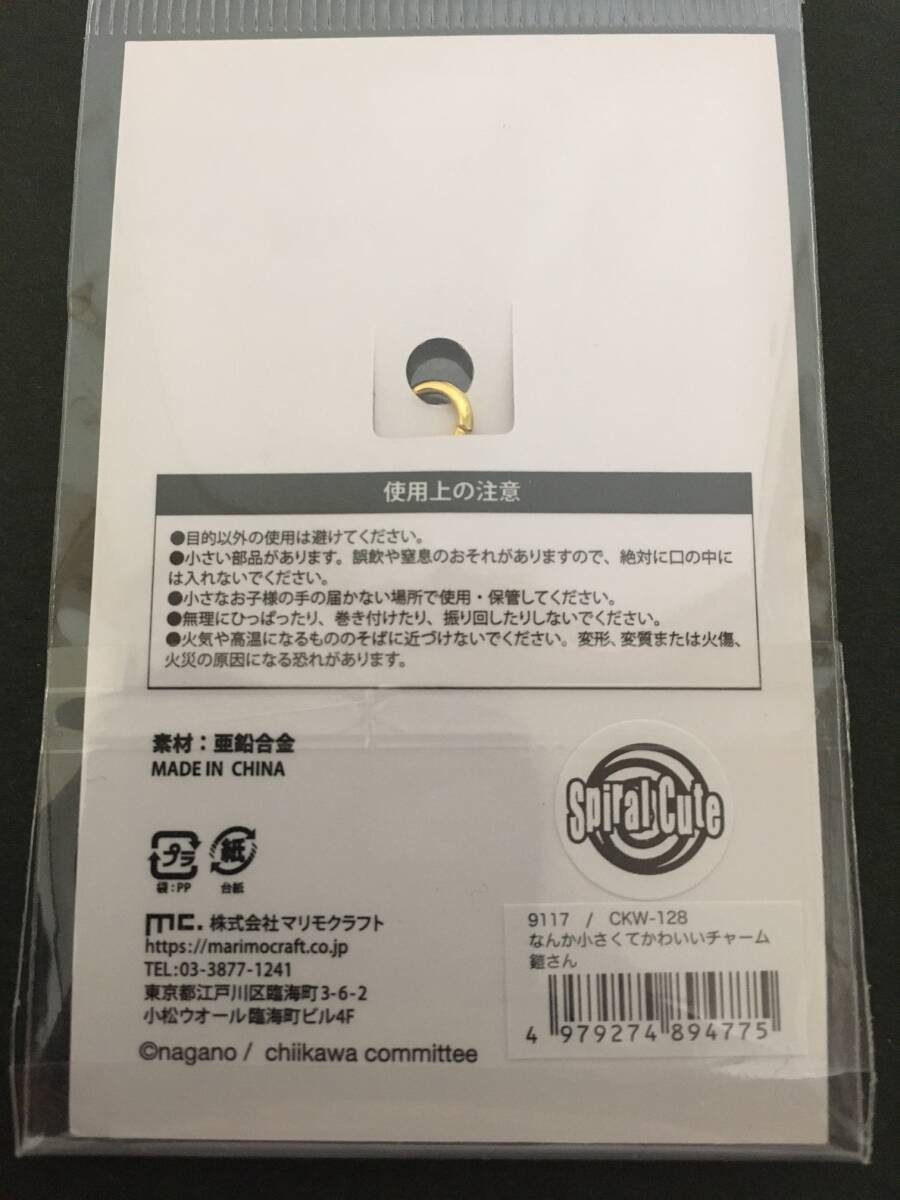 使用上の注意
●目的以外の使用は避けてください。
●小さい部品があります。誤飲や窒息のおそれがありますので、絶対に口の中に
は入れないでください。
●小さなお子様の手の届かない場所で使用・保管してください。
●無理にひっぱったり、巻き付けたり、振り回したりしないでください。
●火気や高温になるもののそばに近づけないでください。変形、変質または火傷、
火災の原因になる恐れがあります。
素材：亜鉛合金
MADE IN CHINA
Spiral Cute
プラ
紙
袋：PP
台紙
mc. 株式会社マリモクラフト
https://marimocraft.co.jp
TEL:03-3877-1241
東京都江戸川区臨海町3-6-2
小松ウオール臨海町ビル4F
©nagano / chiikawa committee
9117 / CKW-128
なんか小さくてかわいいチャーム
鎧さん
4 979274 894775